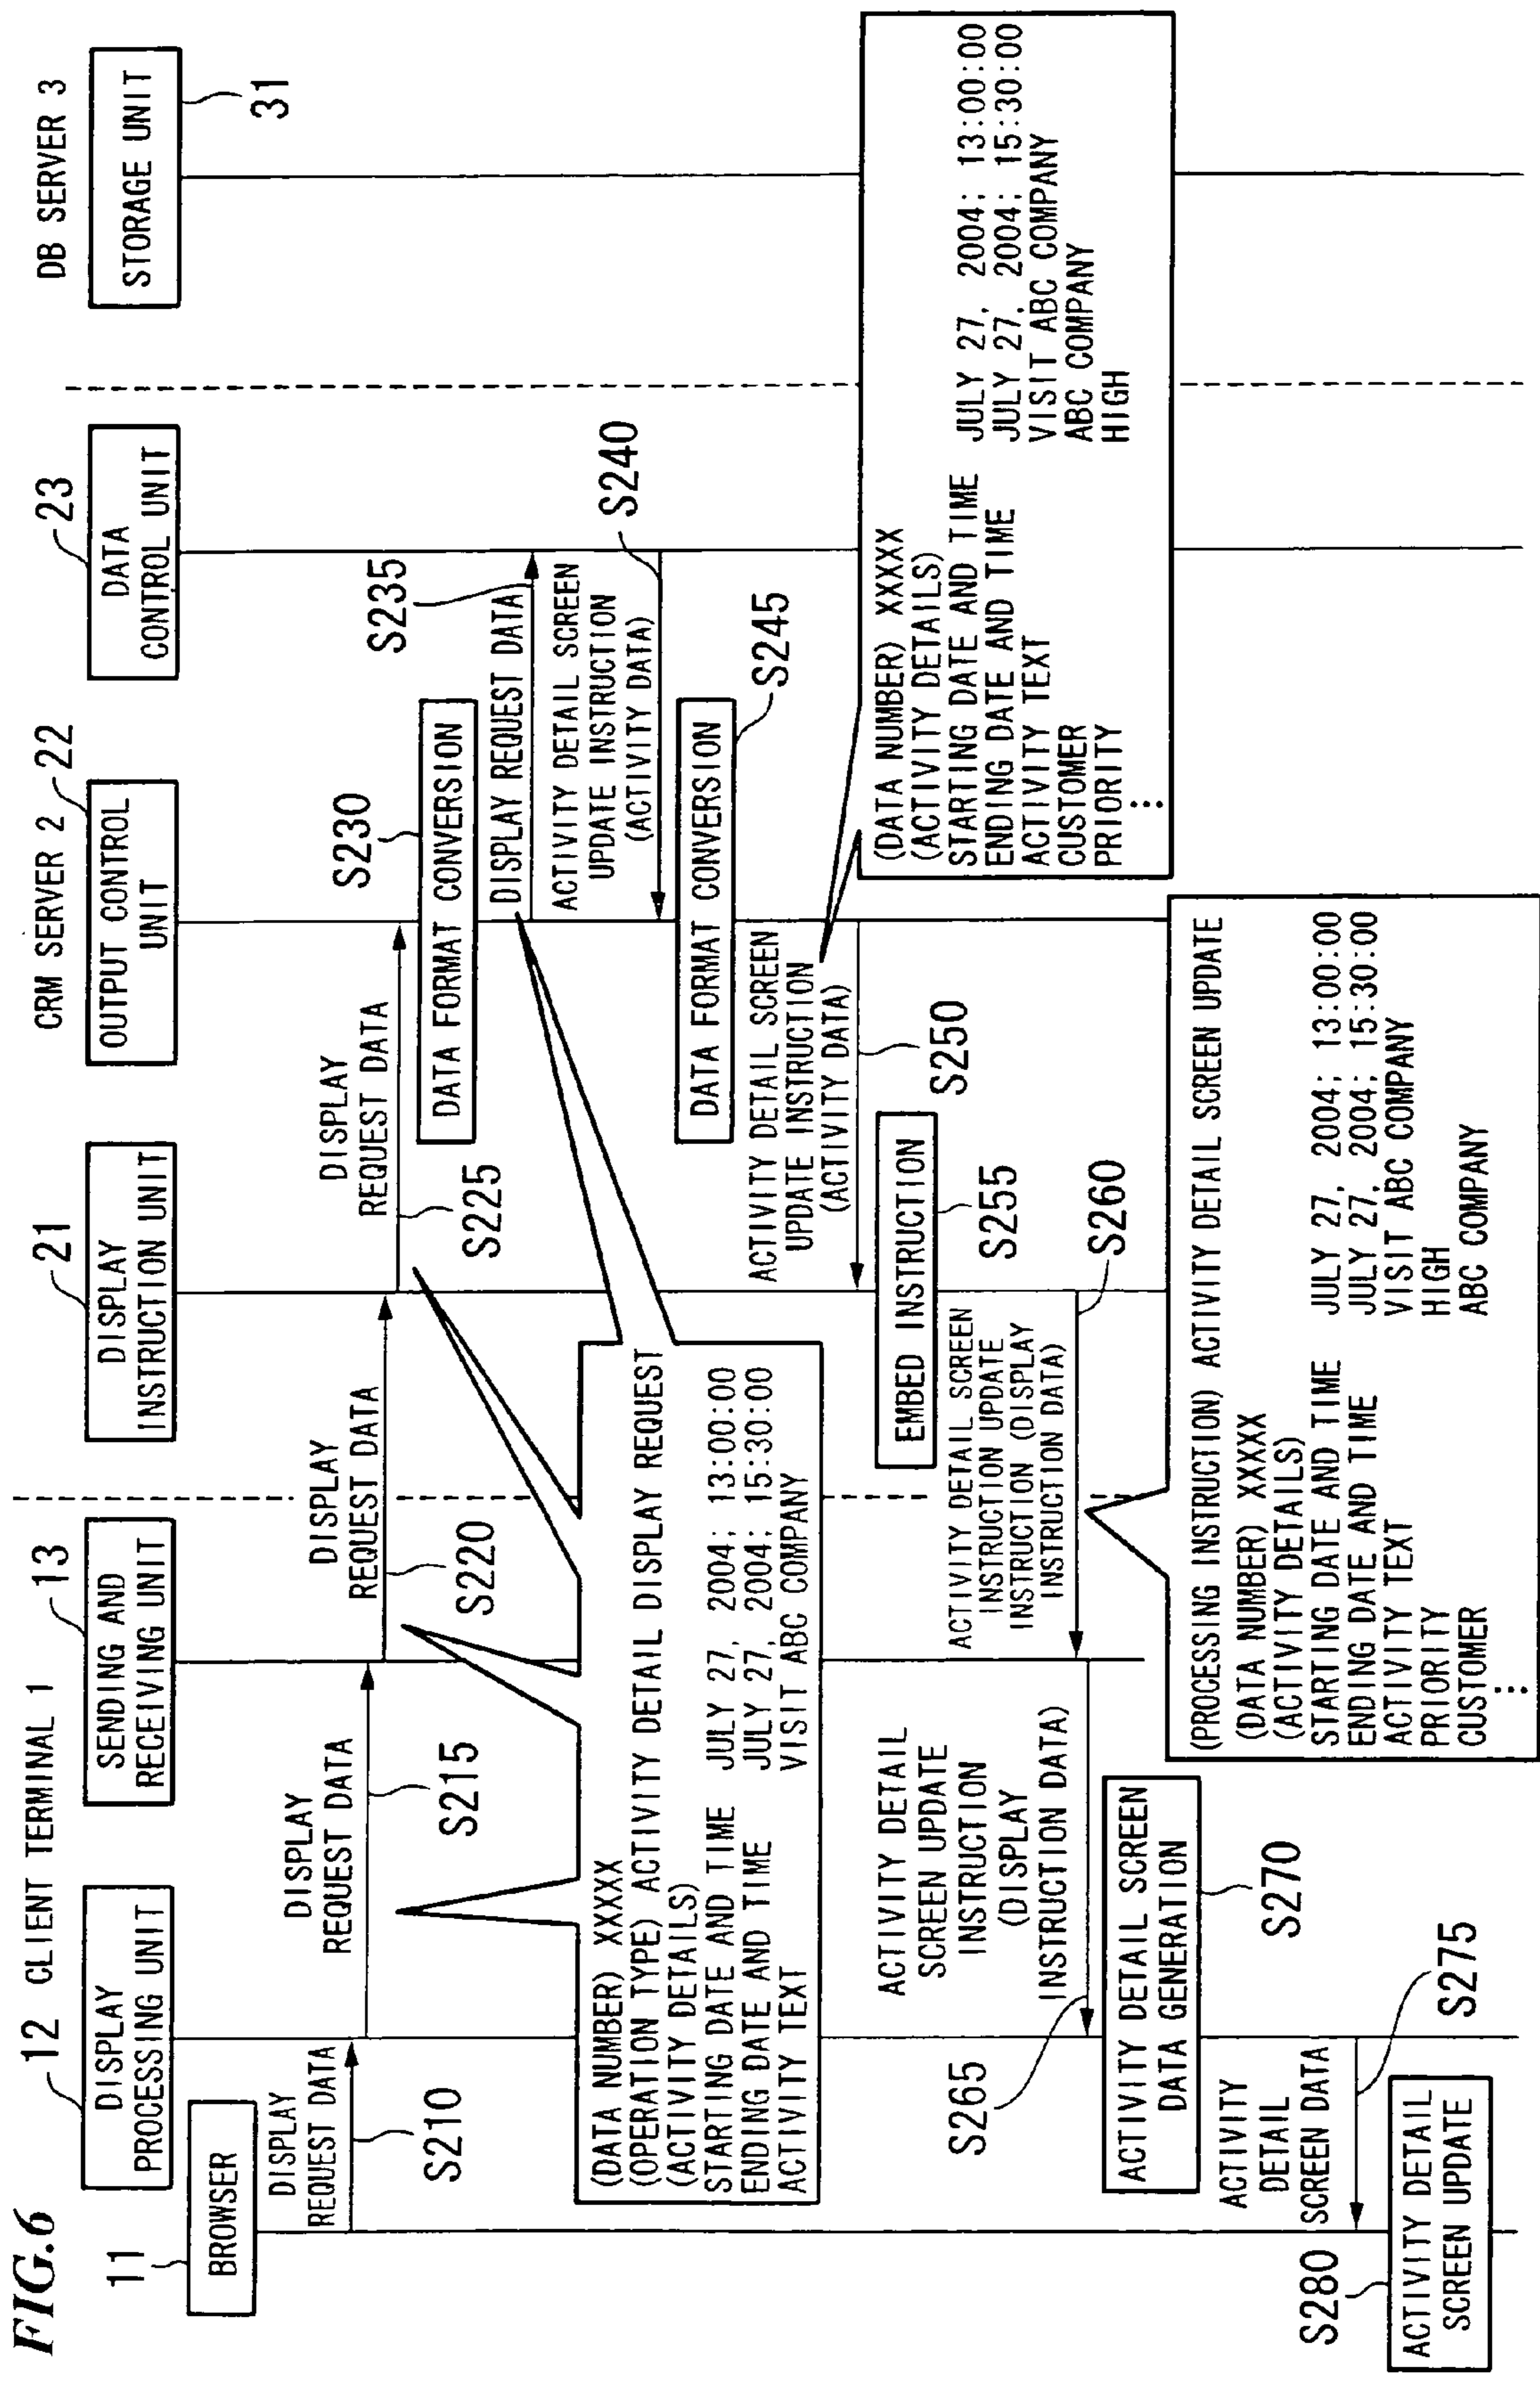 FIG.6
CLIENT TERMINAL 1
CRM SERVER 2
DB SERVER 3
11
BROWSER
12
DISPLAY
PROCESSING UNIT
13
SENDING AND
RECEIVING UNIT
21
DISPLAY
INSTRUCTION UNIT
22
OUTPUT CONTROL
UNIT
23
DATA
CONTROL UNIT
STORAGE UNIT
31
DISPLAY
REQUEST DATA
S210
DISPLAY
REQUEST DATA
S215
DISPLAY
REQUEST DATA
S220
DISPLAY
REQUEST DATA
S225
S230
DATA FORMAT CONVERSION
S235
DISPLAY REQUEST DATA
ACTIVITY DETAIL SCREEN
UPDATE INSTRUCTION
(ACTIVITY DATA)
S240
DATA FORMAT CONVERSION
S245
(DATA NUMBER) XXXXX
(OPERATION TYPE) ACTIVITY DETAIL DISPLAY REQUEST
(ACTIVITY DETAILS)
STARTING DATE AND TIME JULY 27, 2004; 13:00:00
ENDING DATE AND TIME JULY 27, 2004; 15:30:00
ACTIVITY TEXT VISIT ABC COMPANY
ACTIVITY DETAIL SCREEN
UPDATE INSTRUCTION
(ACTIVITY DATA)
S250
(DATA NUMBER) XXXXX
(ACTIVITY DETAILS)
STARTING DATE AND TIME JULY 27, 2004; 13:00:00
ENDING DATE AND TIME JULY 27, 2004; 15:30:00
ACTIVITY TEXT VISIT ABC COMPANY
CUSTOMER ABC COMPANY
PRIORITY HIGH
⋮
EMBED INSTRUCTION
S255
ACTIVITY DETAIL SCREEN
INSTRUCTION UPDATE
INSTRUCTION (DISPLAY
INSTRUCTION DATA)
S260
(PROCESSING INSTRUCTION) ACTIVITY DETAIL SCREEN UPDATE
(DATA NUMBER) XXXXX
(ACTIVITY DETAILS)
STARTING DATE AND TIME JULY 27, 2004; 13:00:00
ENDING DATE AND TIME JULY 27, 2004; 15:30:00
ACTIVITY TEXT VISIT ABC COMPANY
PRIORITY HIGH
CUSTOMER ABC COMPANY
⋮
ACTIVITY DETAIL
SCREEN UPDATE
INSTRUCTION
(DISPLAY
INSTRUCTION DATA)
S265
ACTIVITY DETAIL SCREEN
DATA GENERATION
S270
ACTIVITY
DETAIL
SCREEN DATA
S275
S280
ACTIVITY DETAIL
SCREEN UPDATE